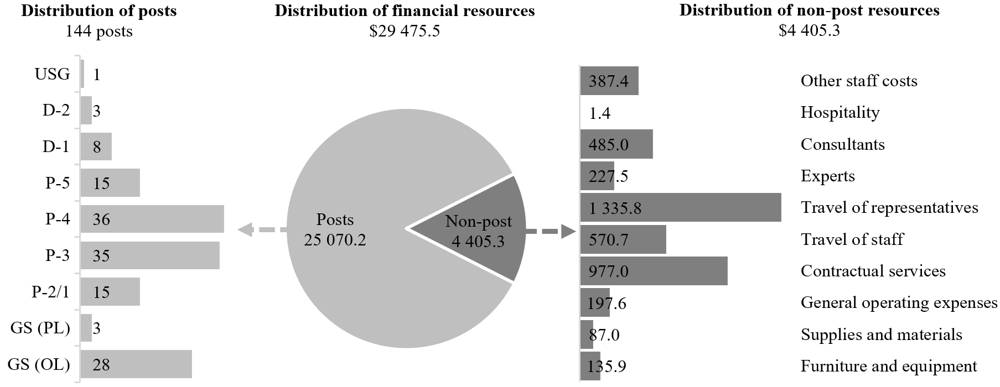 Distribution of posts
144 posts
USG 1
D-2 3
D-1 8
P-5 15
P-4 36
P-3 35
P-2/1 15
GS (PL) 3
GS (OL) 28
Distribution of financial resources
$29 475.5
Posts
25 070.2
Non-post
4 405.3
Distribution of non-post resources
$4 405.3
387.4 Other staff costs
1.4 Hospitality
485.0 Consultants
227.5 Experts
1 335.8 Travel of representatives
570.7 Travel of staff
977.0 Contractual services
197.6 General operating expenses
87.0 Supplies and materials
135.9 Furniture and equipment